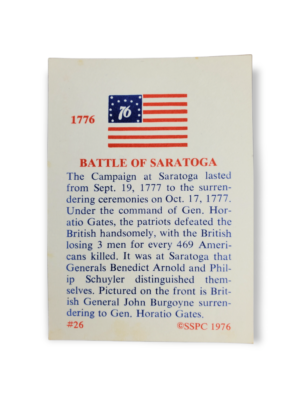 1776
76
BATTLE OF SARATOGA
The Campaign at Saratoga lasted
from Sept. 19, 1777 to the surren-
dering ceremonies on Oct. 17, 1777.
Under the command of Gen. Hor-
atio Gates, the patriots defeated the
British handsomely, with the British
losing 3 men for every 469 Ameri-
cans killed. It was at Saratoga that
Generals Benedict Arnold and Phil-
ip Schuyler distinguished them-
selves. Pictured on the front is Brit-
ish General John Burgoyne surren-
dering to Gen. Horatio Gates.
#26 ©SSPC 1976